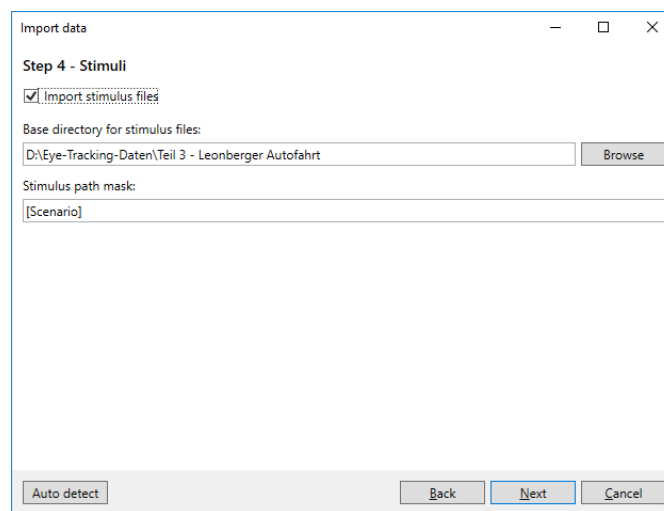 Import data
Step 4 - Stimuli
Import stimulus files
Base directory for stimulus files:
D:\Eye-Tracking-Daten\Teil 3 - Leonberger Autofahrt
Browse
Stimulus path mask:
[Scenario]
Auto detect
Back
Next
Cancel